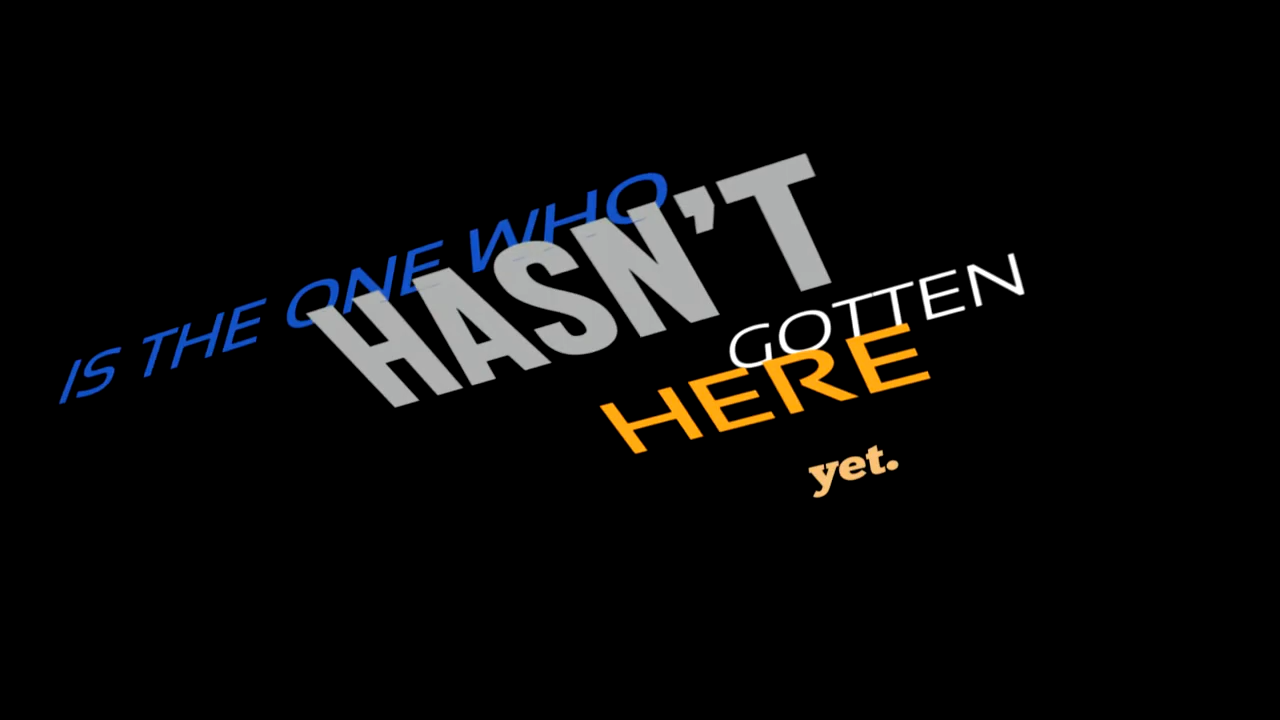 IS THE ONE WHO
HASN’T
GOTTEN
HERE
yet.